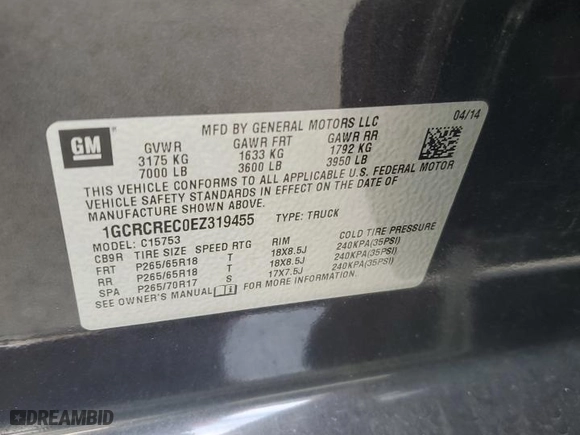 GM
MFD BY GENERAL MOTORS LLC
04/14
GVWR GAWR FRT GAWR RR
3175 KG 1633 KG 1792 KG
7000 LB 3600 LB 3950 LB
THIS VEHICLE CONFORMS TO ALL APPLICABLE U.S. FEDERAL MOTOR
VEHICLE SAFETY STANDARDS IN EFFECT ON THE DATE OF
MANUFACTURE SHOWN ABOVE.
1GCRCREC0EZ319455 TYPE: TRUCK
MODEL: C15753
CB9R TIRE SIZE SPEED RTG RIM COLD TIRE PRESSURE
FRT P265/65R18 T 18X8.5J 240KPA(35PSI)
RR P265/65R18 T 18X8.5J 240KPA(35PSI)
SPA P265/70R17 S 17X7.5J 240KPA(35PSI)
SEE OWNER'S MANUAL FOR MORE INFORMATION.
DREAMBID